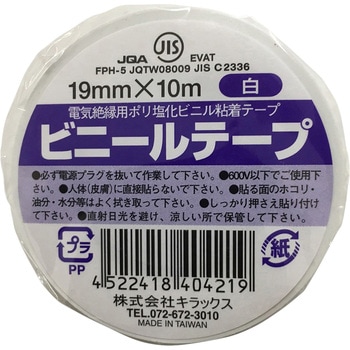 JQA JIS EVAT
FPH-5 JQTW08009 JIS C 2336
19mm×10m 白
電気絶縁用ポリ塩化ビニル粘着テープ
ビニールテープ
●必ず電源プラグを抜いて作業して下さい。●600V以下でご使用下
さい。●人体(皮膚)に直接貼らないで下さい。●貼る面のホコリ・
油分・水分等はよく拭き取って下さい。●しっかり押さえ貼り付け
て下さい。●直射日光を避け、涼しい所で保管して下さい。
プラ
PP
紙
4522418404219
株式会社キラックス
TEL.072-672-3010
MADE IN TAIWAN